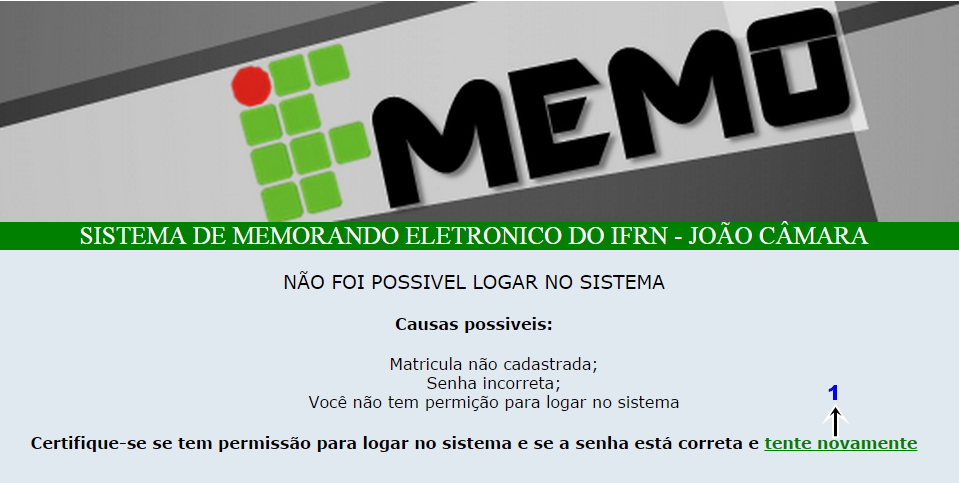 MEMO
SISTEMA DE MEMORANDO ELETRONICO DO IFRN - JOÃO CÂMARA
NÃO FOI POSSIVEL LOGAR NO SISTEMA
Causas possiveis:
Matricula não cadastrada;
Senha incorreta;
Você não tem permição para logar no sistema
1
Certifique-se se tem permissão para logar no sistema e se a senha está correta e tente novamente